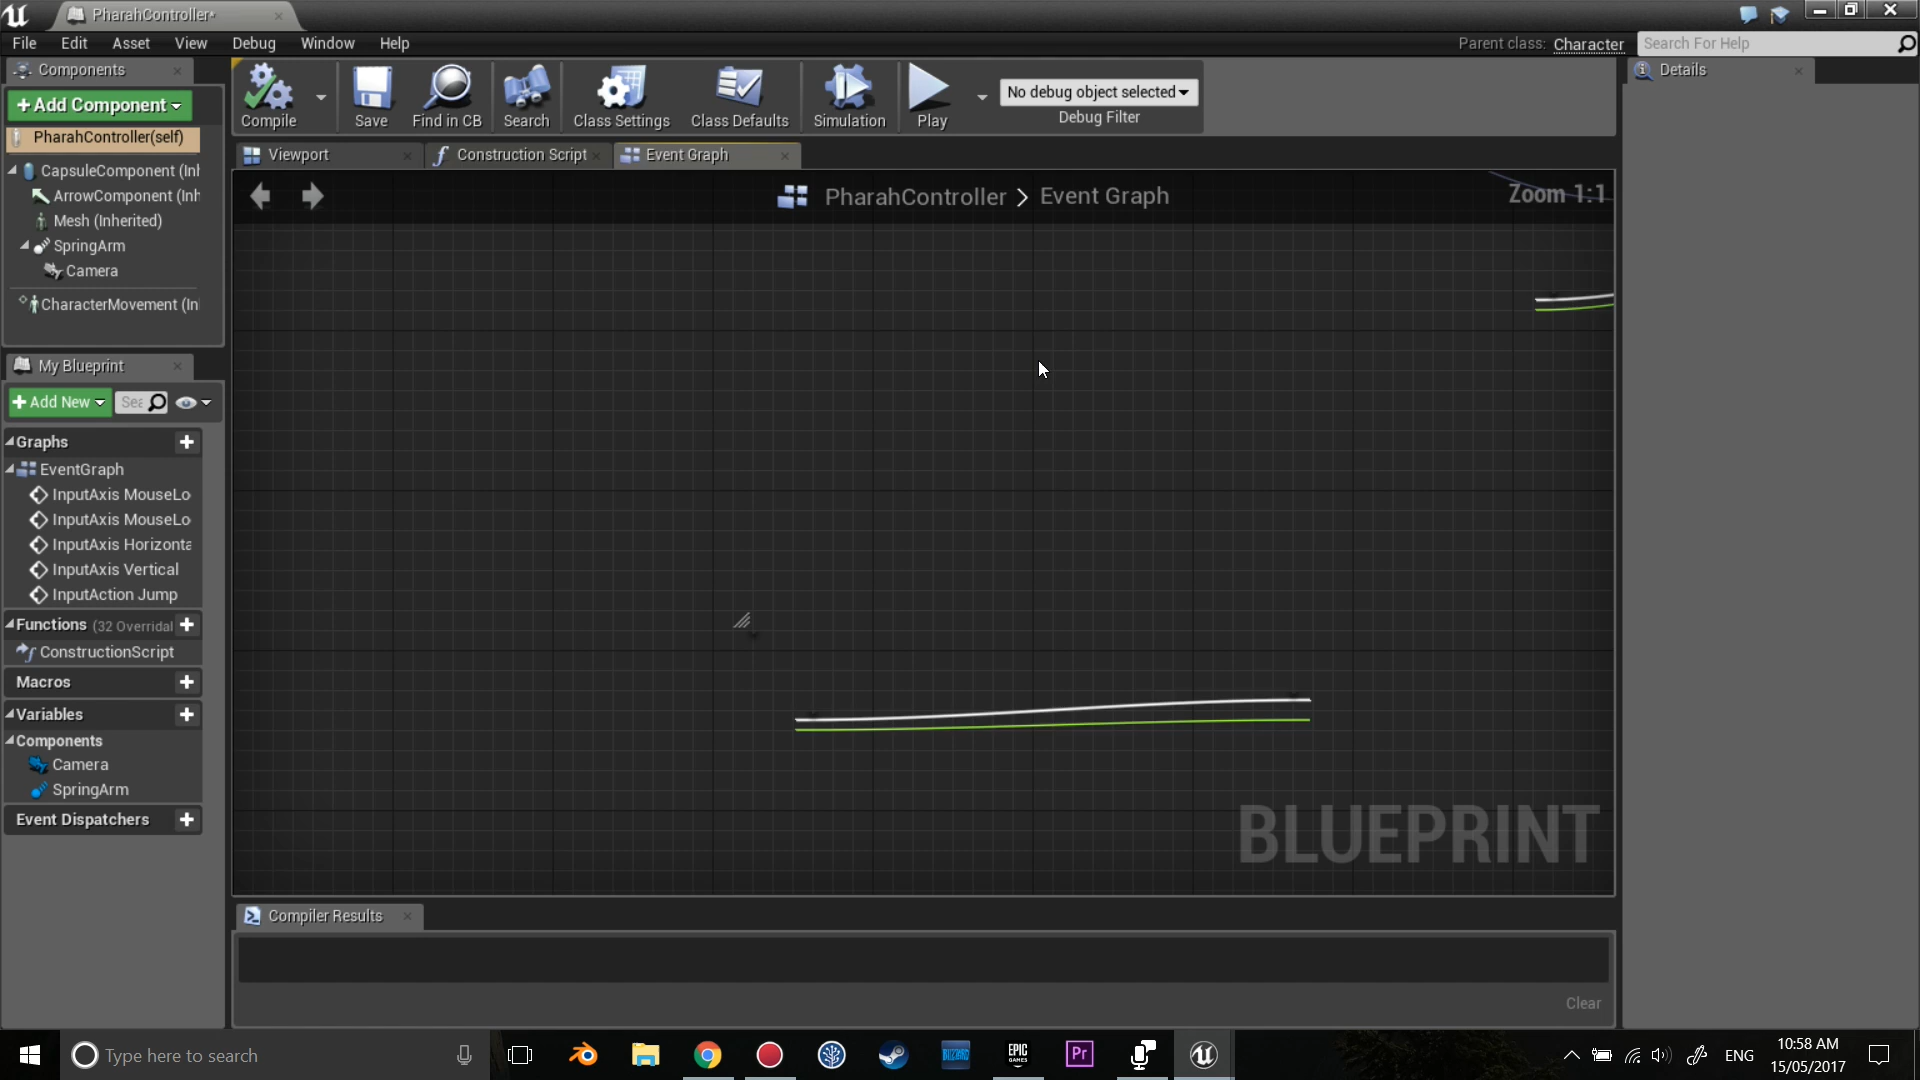 PharahController*
File Edit Asset View Debug Window Help
Parent class: Character Search For Help
Components
Add Component
PharahController(self)
CapsuleComponent (Inh
ArrowComponent (Inh
Mesh (Inherited)
SpringArm
Camera
CharacterMovement (In
Compile Save Find in CB Search Class Settings Class Defaults Simulation Play
No debug object selected
Debug Filter
Details
Viewport Construction Script Event Graph
PharahController > Event Graph
Zoom 1:1
My Blueprint
Add New Sea
Graphs
EventGraph
InputAxis MouseLo
InputAxis MouseLo
InputAxis Horizonta
InputAxis Vertical
InputAction Jump
Functions (32 Overridal
ConstructionScript
Macros
Variables
Components
Camera
SpringArm
Event Dispatchers
BLUEPRINT
Compiler Results
Clear
Type here to search
BLIZZARD
EPIC GAMES
Pr
ENG
10:58 AM
15/05/2017